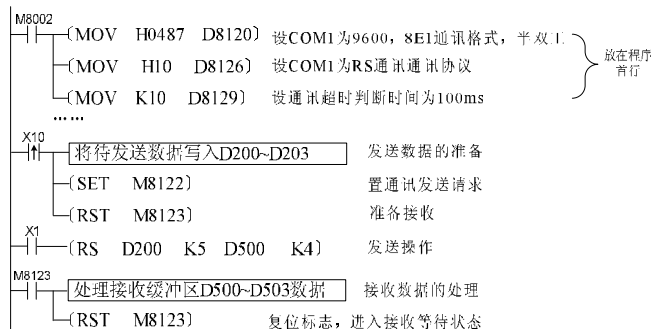 M8002
MOV H0487 D8120 设COM1为9600，8E1通讯格式，半双工
MOV H10 D8126 设COM1为RS通讯通讯协议
MOV K10 D8129 设通讯超时判断时间为100ms
放在程序
首行
……
X10
将待发送数据写入D200~D203 发送数据的准备
SET M8122 置通讯发送请求
RST M8123 准备接收
X1
RS D200 K5 D500 K4 发送操作
M8123
处理接收缓冲区D500~D503数据 接收数据的处理
RST M8123 复位标志，进入接收等待状态